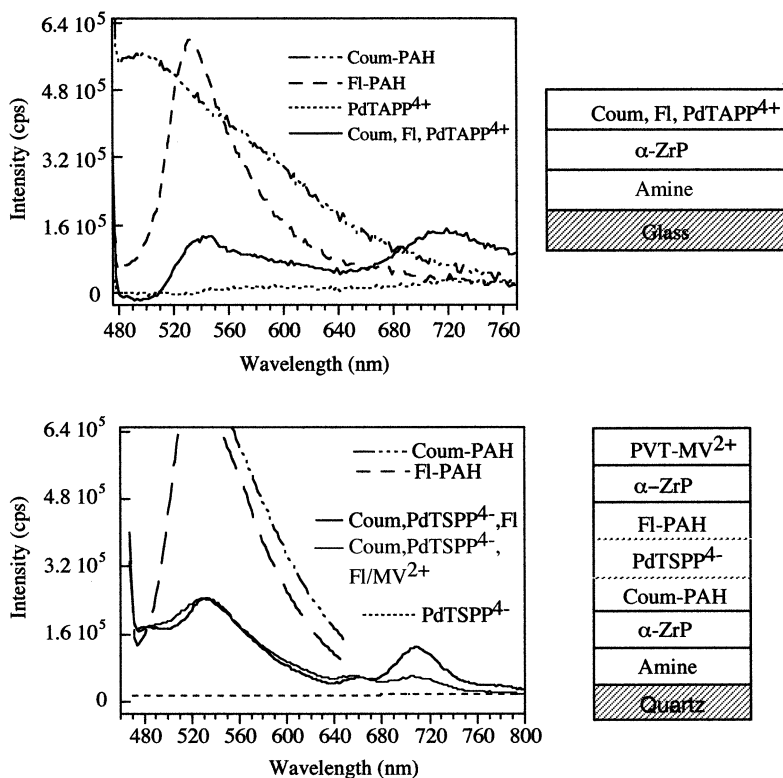 6.4 10⁵
4.8 10⁵
3.2 10⁵
1.6 10⁵
0
Intensity (cps)
Coum-PAH
Fl-PAH
PdTAPP⁴⁺
Coum, Fl, PdTAPP⁴⁺
480 520 560 600 640 680 720 760
Wavelength (nm)
Coum, Fl, PdTAPP⁴⁺
α-ZrP
Amine
Glass
6.4 10⁵
4.8 10⁵
3.2 10⁵
1.6 10⁵
0
Intensity (cps)
Coum-PAH
Fl-PAH
Coum,PdTSPP⁴⁻,Fl
Coum,PdTSPP⁴⁻,
Fl/MV²⁺
PdTSPP⁴⁻
480 520 560 600 640 680 720 760 800
Wavelength (nm)
PVT-MV²⁺
α–ZrP
Fl-PAH
PdTSPP⁴⁻
Coum-PAH
α-ZrP
Amine
Quartz